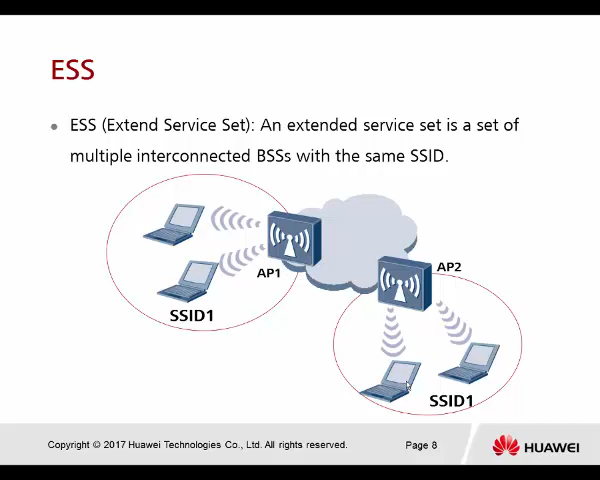 ESS
ESS (Extend Service Set): An extended service set is a set of
multiple interconnected BSSs with the same SSID.
AP1
SSID1
AP2
SSID1
Copyright © 2017 Huawei Technologies Co., Ltd. All rights reserved.
Page 8
HUAWEI